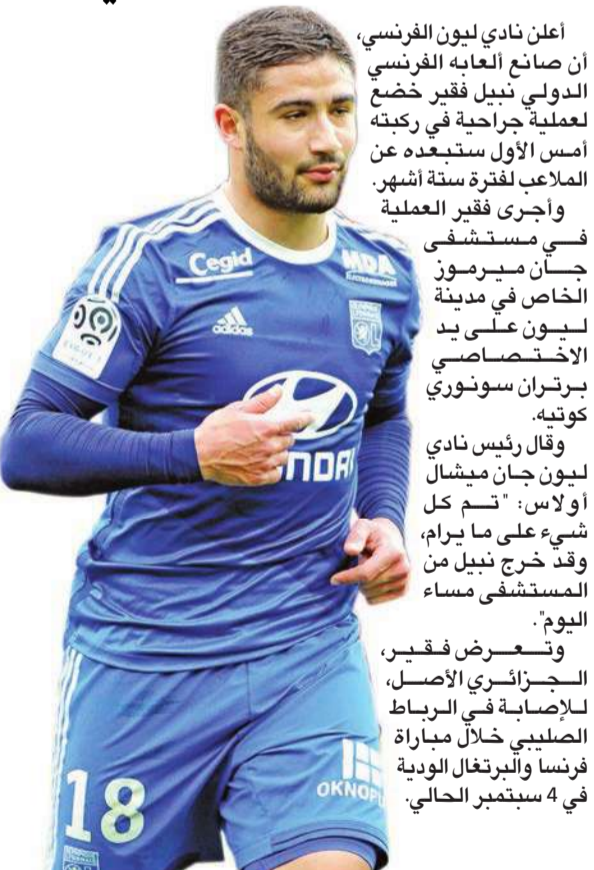 أعلن نادي ليون الفرنسي،
أن صانع ألعابه الفرنسي
الدولي نبيل فقير خضع
لعملية جراحية في ركبته
أمس الأول ستبعده عن
الملاعب لفترة ستة أشهر.
وأجرى فقير العملية
في مستشفى
جان ميرموز
الخاص في مدينة
ليون على يد
الاختصاصي
برتران سونوري
كوتيه.
وقال رئيس نادي
ليون جان ميشال
أولاس: "تم كل
شيء على ما يرام،
وقد خرج نبيل من
المستشفى مساء
اليوم".
وتعرض فقير،
الجزائري الأصل،
للإصابة في الرباط
الصليبي خلال مباراة
فرنسا والبرتغال الودية
في 4 سبتمبر الحالي.
Cegid
MDA
adidas
OL
NDAI
18
OKNOPL